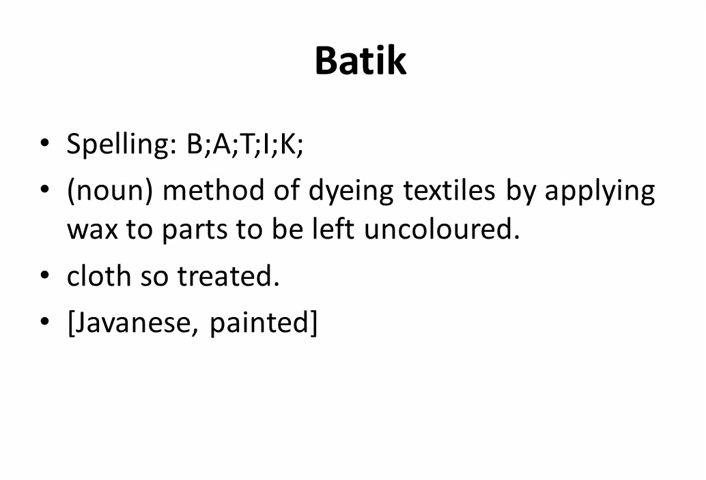 Batik
• Spelling: B;A;T;I;K;
• (noun) method of dyeing textiles by applying
wax to parts to be left uncoloured.
• cloth so treated.
• [Javanese, painted]